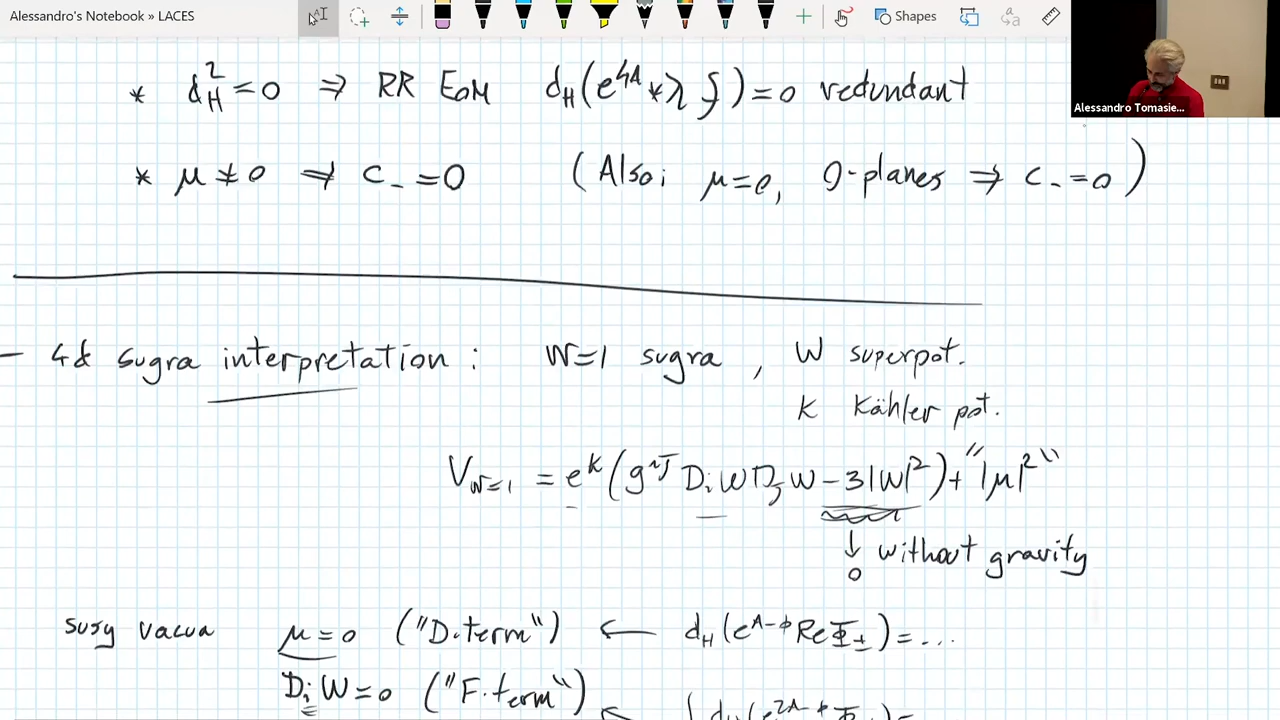 Alessandro's Notebook » LACES
Shapes
Alessandro Tomasie...
* d_H^2 = 0 ⇒ RR EoM d_H(e^{4A} * λ f) = 0 redundant
* μ ≠ 0 ⇒ c_- = 0 (Also: μ = 0, O-planes ⇒ c_- = 0)
- 4d sugra interpretation : N=1 sugra , W superpot.
K Kähler pot.
V_{N=1} = e^K (g^{i\bar{j}} D_i W \bar{D_j W} - 3|W|^2) + "|μ|^2"
↓ without gravity
0
susy vacua μ = 0 ("D-term") ← d_H(e^{A-φ} Re Φ_±) = ...
D_i W = 0 ("F-term") ←